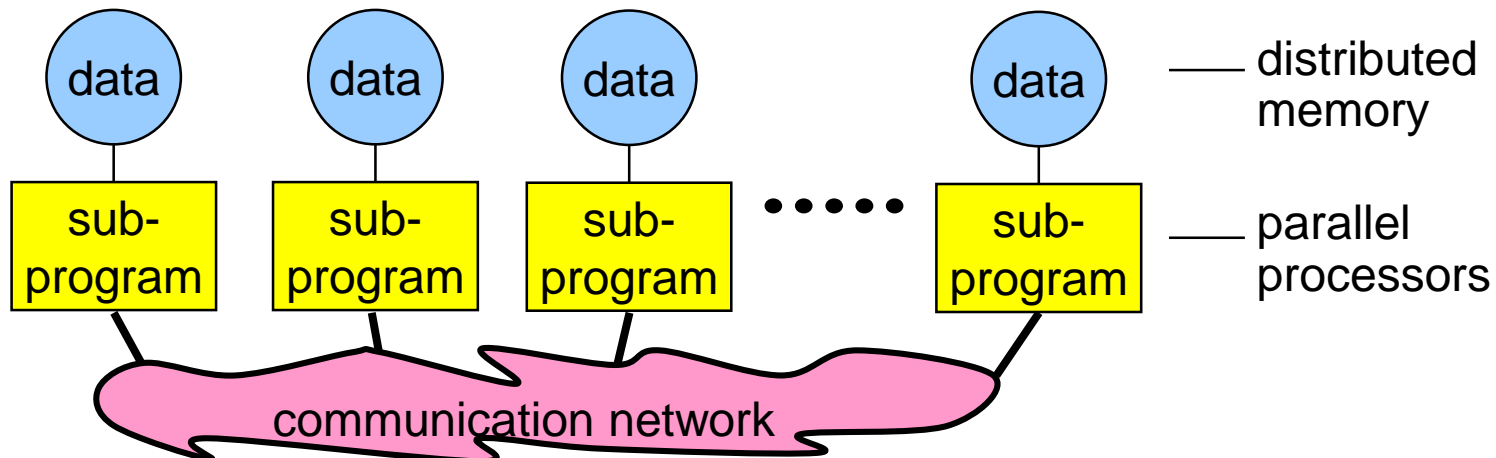 data
data
data
data
distributed
memory
sub-
program
sub-
program
sub-
program
sub-
program
parallel
processors
communication network